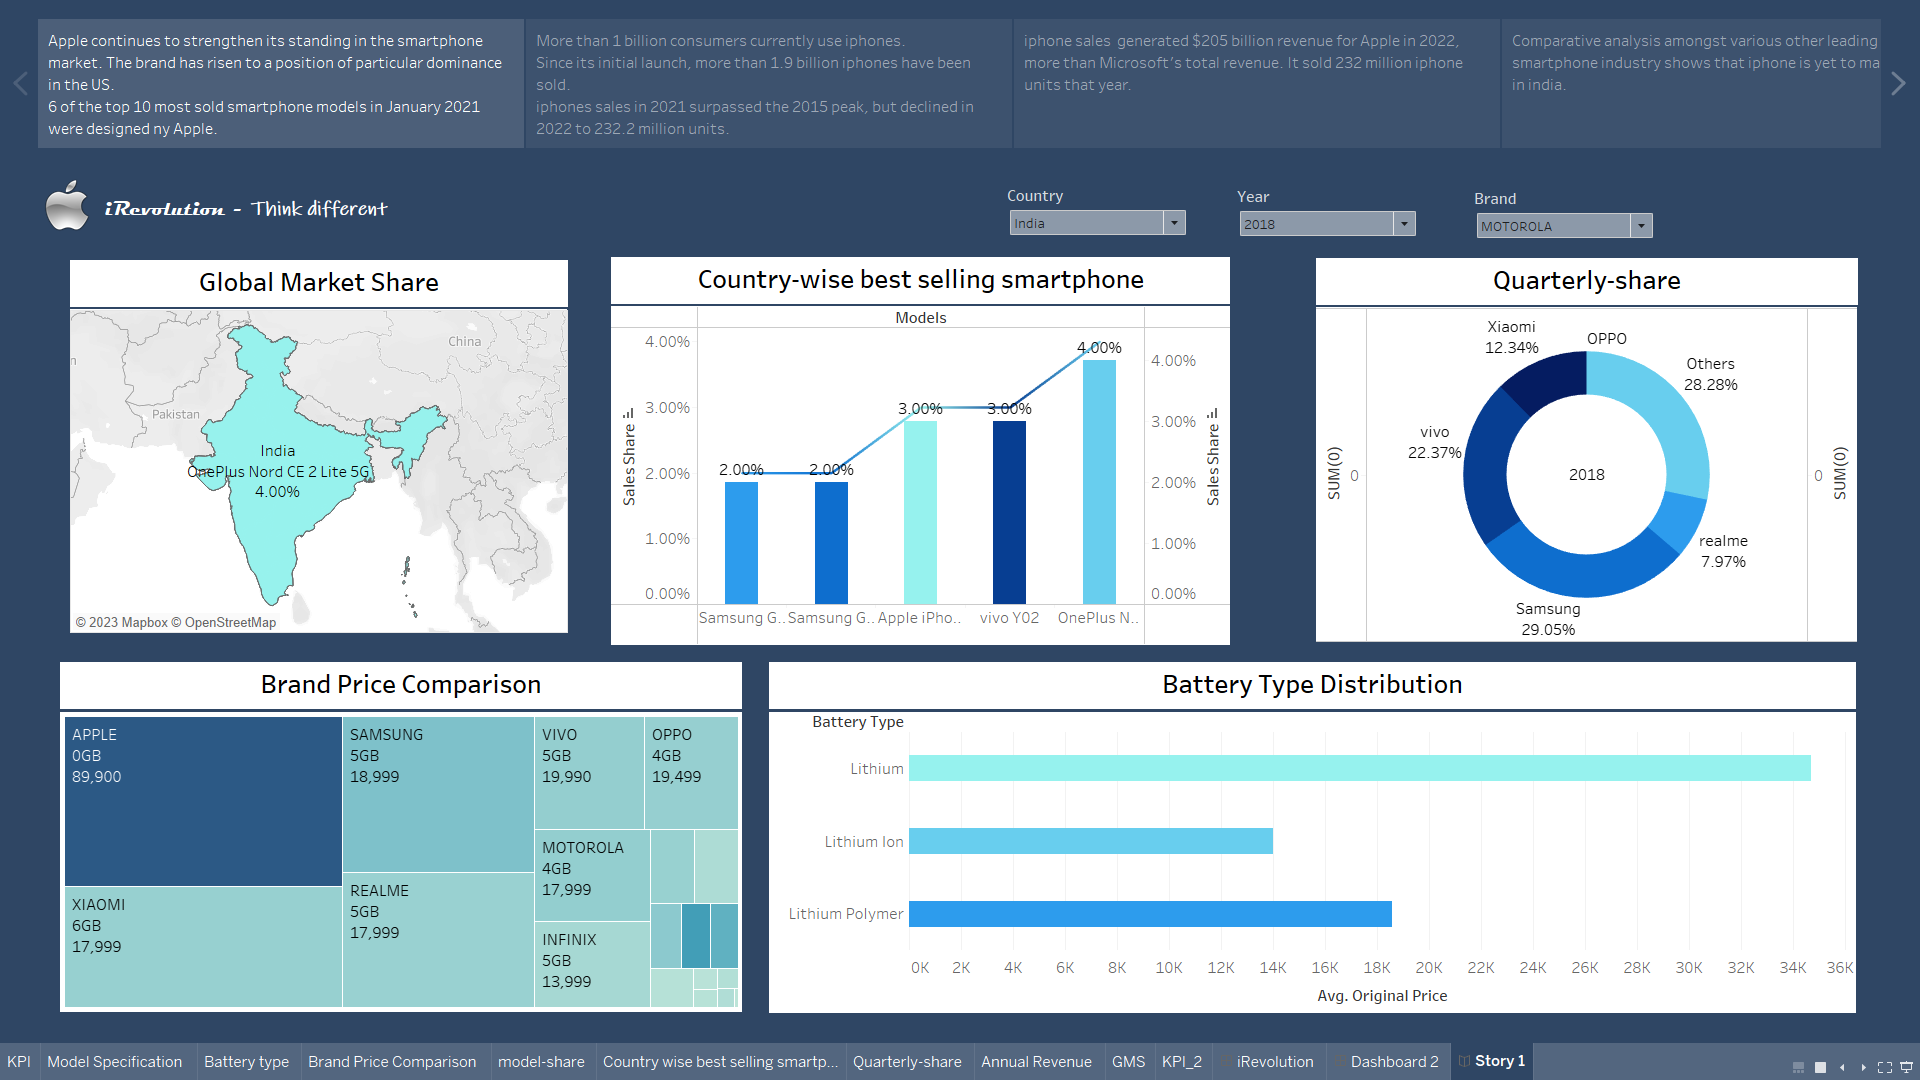 Apple continues to strengthen its standing in the smartphone
market. The brand has risen to a position of particular dominance
in the US.
6 of the top 10 most sold smartphone models in January 2021
were designed ny Apple.
More than 1 billion consumers currently use iphones.
Since its initial launch, more than 1.9 billion iphones have been
sold.
iphones sales in 2021 surpassed the 2015 peak, but declined in
2022 to 232.2 million units.
iphone sales  generated $205 billion revenue for Apple in 2022,
more than Microsoft's total revenue. It sold 232 million iphone
units that year.
Comparative analysis amongst various other leading
smartphone industry shows that iphone is yet to ma
in india.
iRevolution - Think different
Country
India
Year
2018
Brand
MOTOROLA
Global Market Share
China
Pakistan
India
OnePlus Nord CE 2 Lite 5G
4.00%
© 2023 Mapbox © OpenStreetMap
Country-wise best selling smartphone
Models
Sales Share
4.00%
3.00%
2.00%
1.00%
0.00%
2.00%
2.00%
3.00%
3.00%
4.00%
Samsung G..
Samsung G..
Apple iPho..
vivo Y02
OnePlus N..
4.00%
3.00%
2.00%
1.00%
0.00%
Sales Share
Quarterly-share
SUM(0)
0
Xiaomi
12.34%
OPPO
Others
28.28%
vivo
22.37%
2018
realme
7.97%
Samsung
29.05%
0
SUM(0)
Brand Price Comparison
APPLE
0GB
89,900
XIAOMI
6GB
17,999
SAMSUNG
5GB
18,999
REALME
5GB
17,999
VIVO
5GB
19,990
OPPO
4GB
19,499
MOTOROLA
4GB
17,999
INFINIX
5GB
13,999
Battery Type Distribution
Battery Type
Lithium
Lithium Ion
Lithium Polymer
0K 2K 4K 6K 8K 10K 12K 14K 16K 18K 20K 22K 24K 26K 28K 30K 32K 34K 36K
Avg. Original Price
KPI Model Specification Battery type Brand Price Comparison model-share Country wise best selling smartp... Quarterly-share Annual Revenue GMS KPI_2 iRevolution Dashboard 2 Story 1